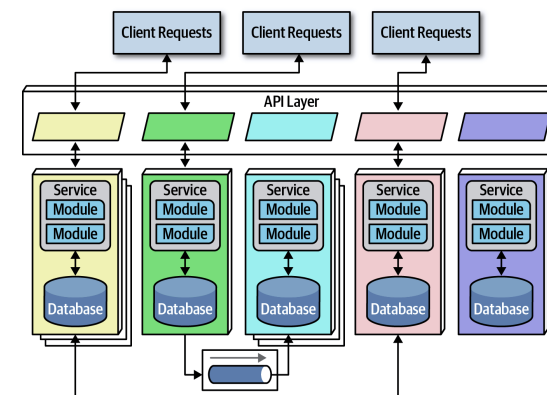 Client Requests
Client Requests
Client Requests
API Layer
Service
Module
Module
Database
Service
Module
Module
Database
Service
Module
Module
Database
Service
Module
Module
Database
Service
Module
Module
Database